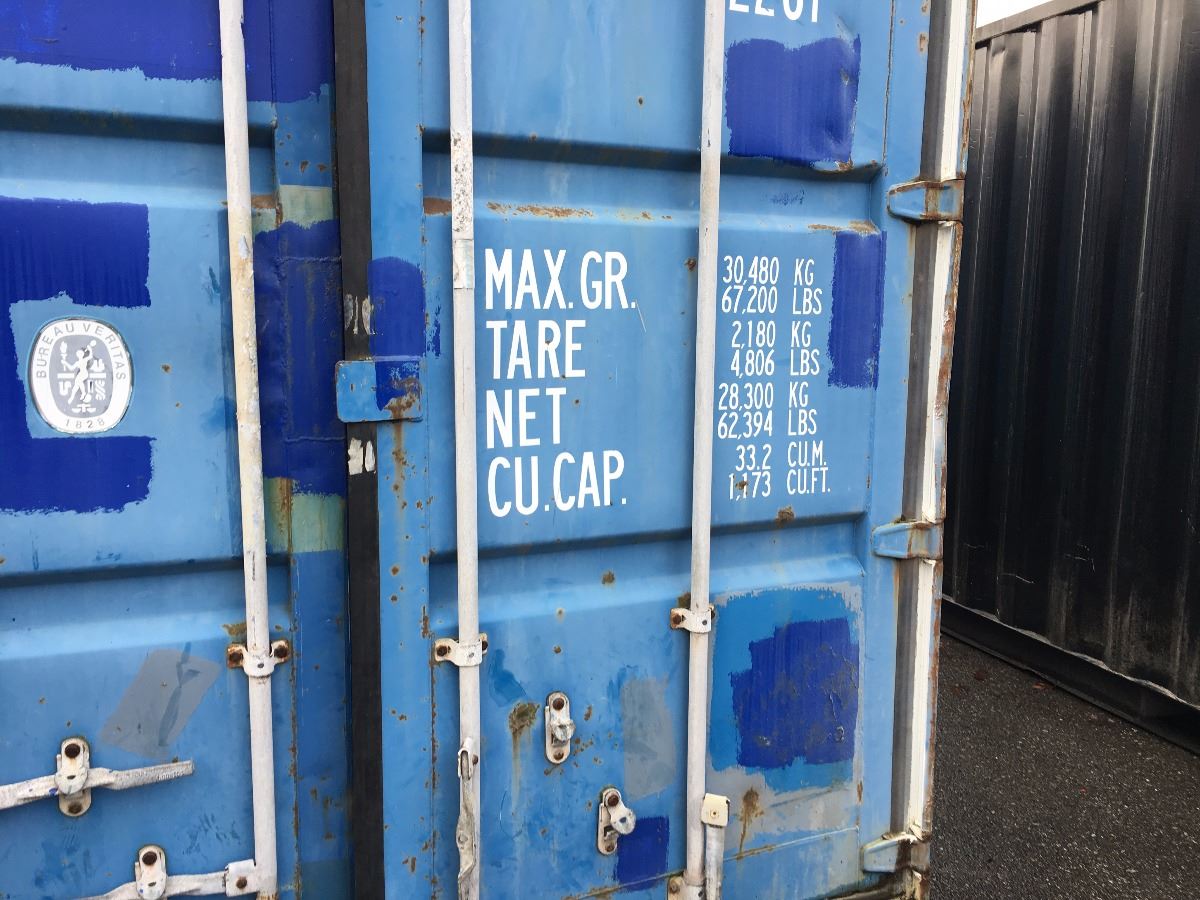 22G1
BUREAU VERITAS
1828
MAX.GR. 30,480 KG
67,200 LBS
TARE 2,180 KG
4,806 LBS
NET 28,300 KG
62,394 LBS
CU.CAP. 33.2 CU.M.
1,173 CU.FT.